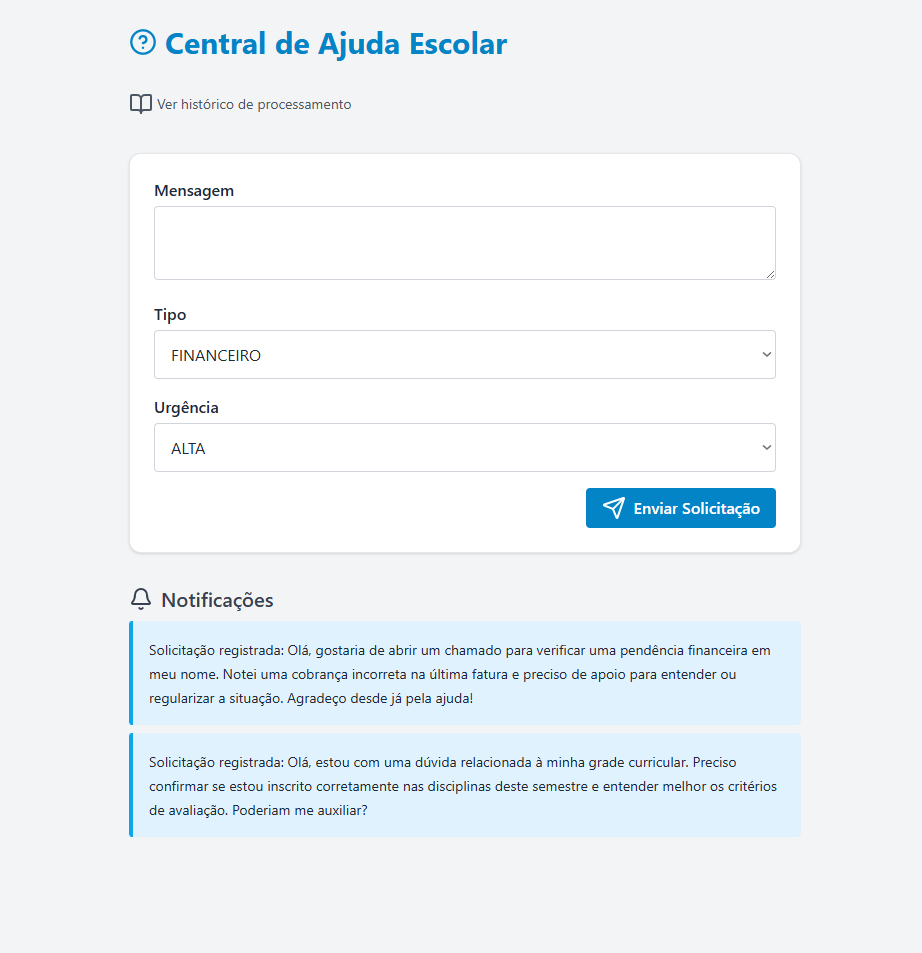 Central de Ajuda Escolar
Ver histórico de processamento
Mensagem
Tipo
FINANCEIRO
Urgência
ALTA
Enviar Solicitação
Notificações
Solicitação registrada: Olá, gostaria de abrir um chamado para verificar uma pendência financeira em
meu nome. Notei uma cobrança incorreta na última fatura e preciso de apoio para entender ou
regularizar a situação. Agradeço desde já pela ajuda!
Solicitação registrada: Olá, estou com uma dúvida relacionada à minha grade curricular. Preciso
confirmar se estou inscrito corretamente nas disciplinas deste semestre e entender melhor os critérios
de avaliação. Poderiam me auxiliar?